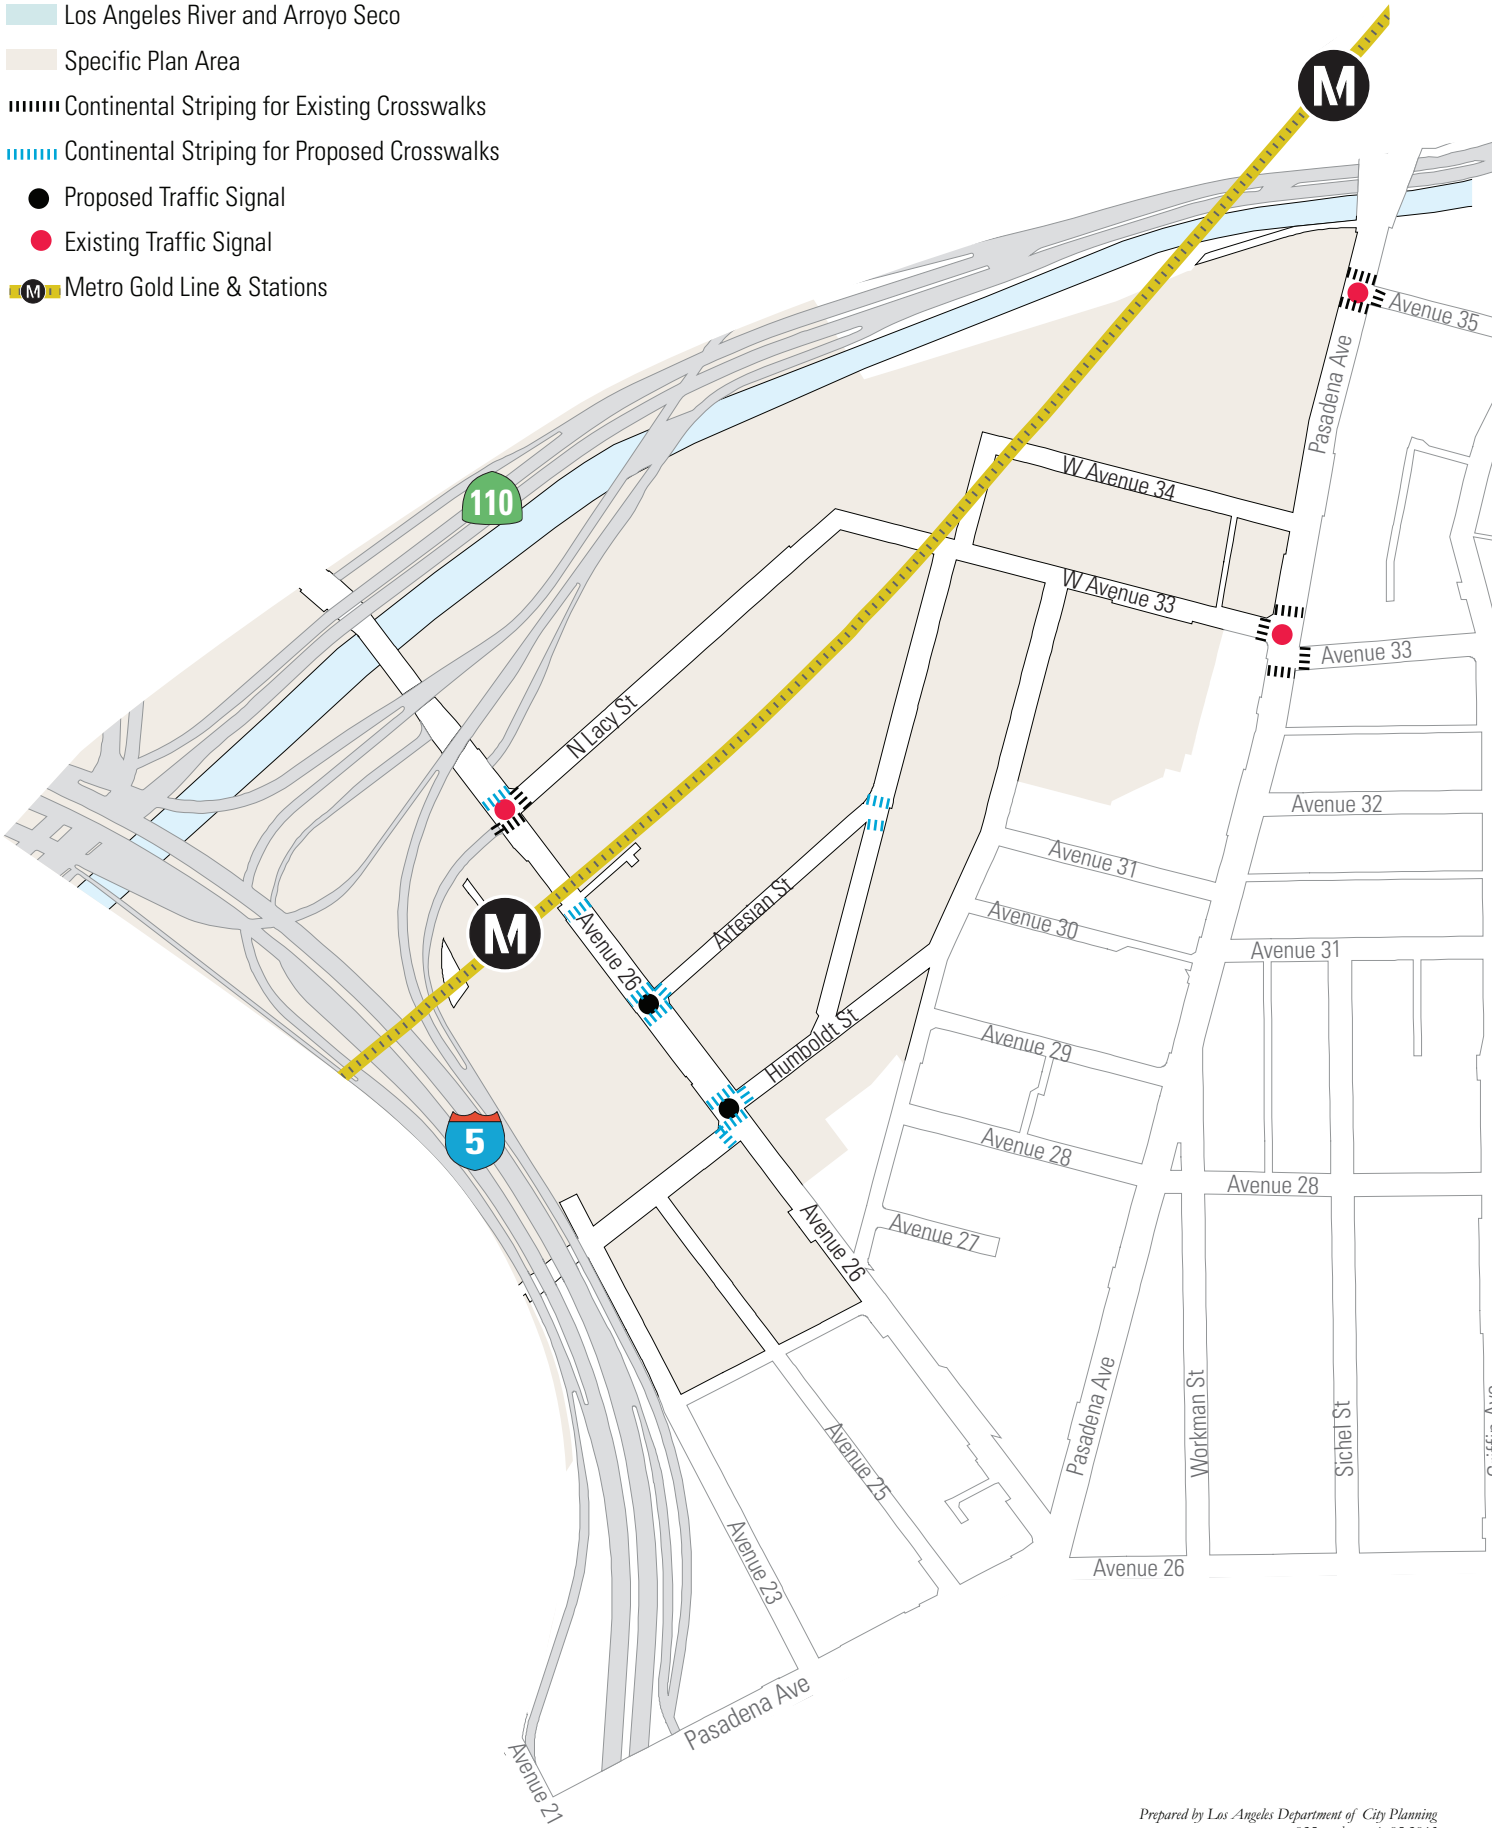 Los Angeles River and Arroyo Seco
Specific Plan Area
Continental Striping for Existing Crosswalks
Continental Striping for Proposed Crosswalks
Proposed Traffic Signal
Existing Traffic Signal
M Metro Gold Line & Stations
M
Avenue 35
Pasadena Ave
W Avenue 34
110
W Avenue 33
Avenue 33
N Lacy St
Avenue 32
Avenue 31
Artesian St
Avenue 30
M
Avenue 26
Avenue 31
Humboldt St
Avenue 29
5
Avenue 28
Avenue 28
Avenue 27
Avenue 26
Pasadena Ave
Workman St
Sichel St
Avenue 25
Avenue 23
Avenue 26
Pasadena Ave
Avenue 21
Prepared by Los Angeles Department of City Planning